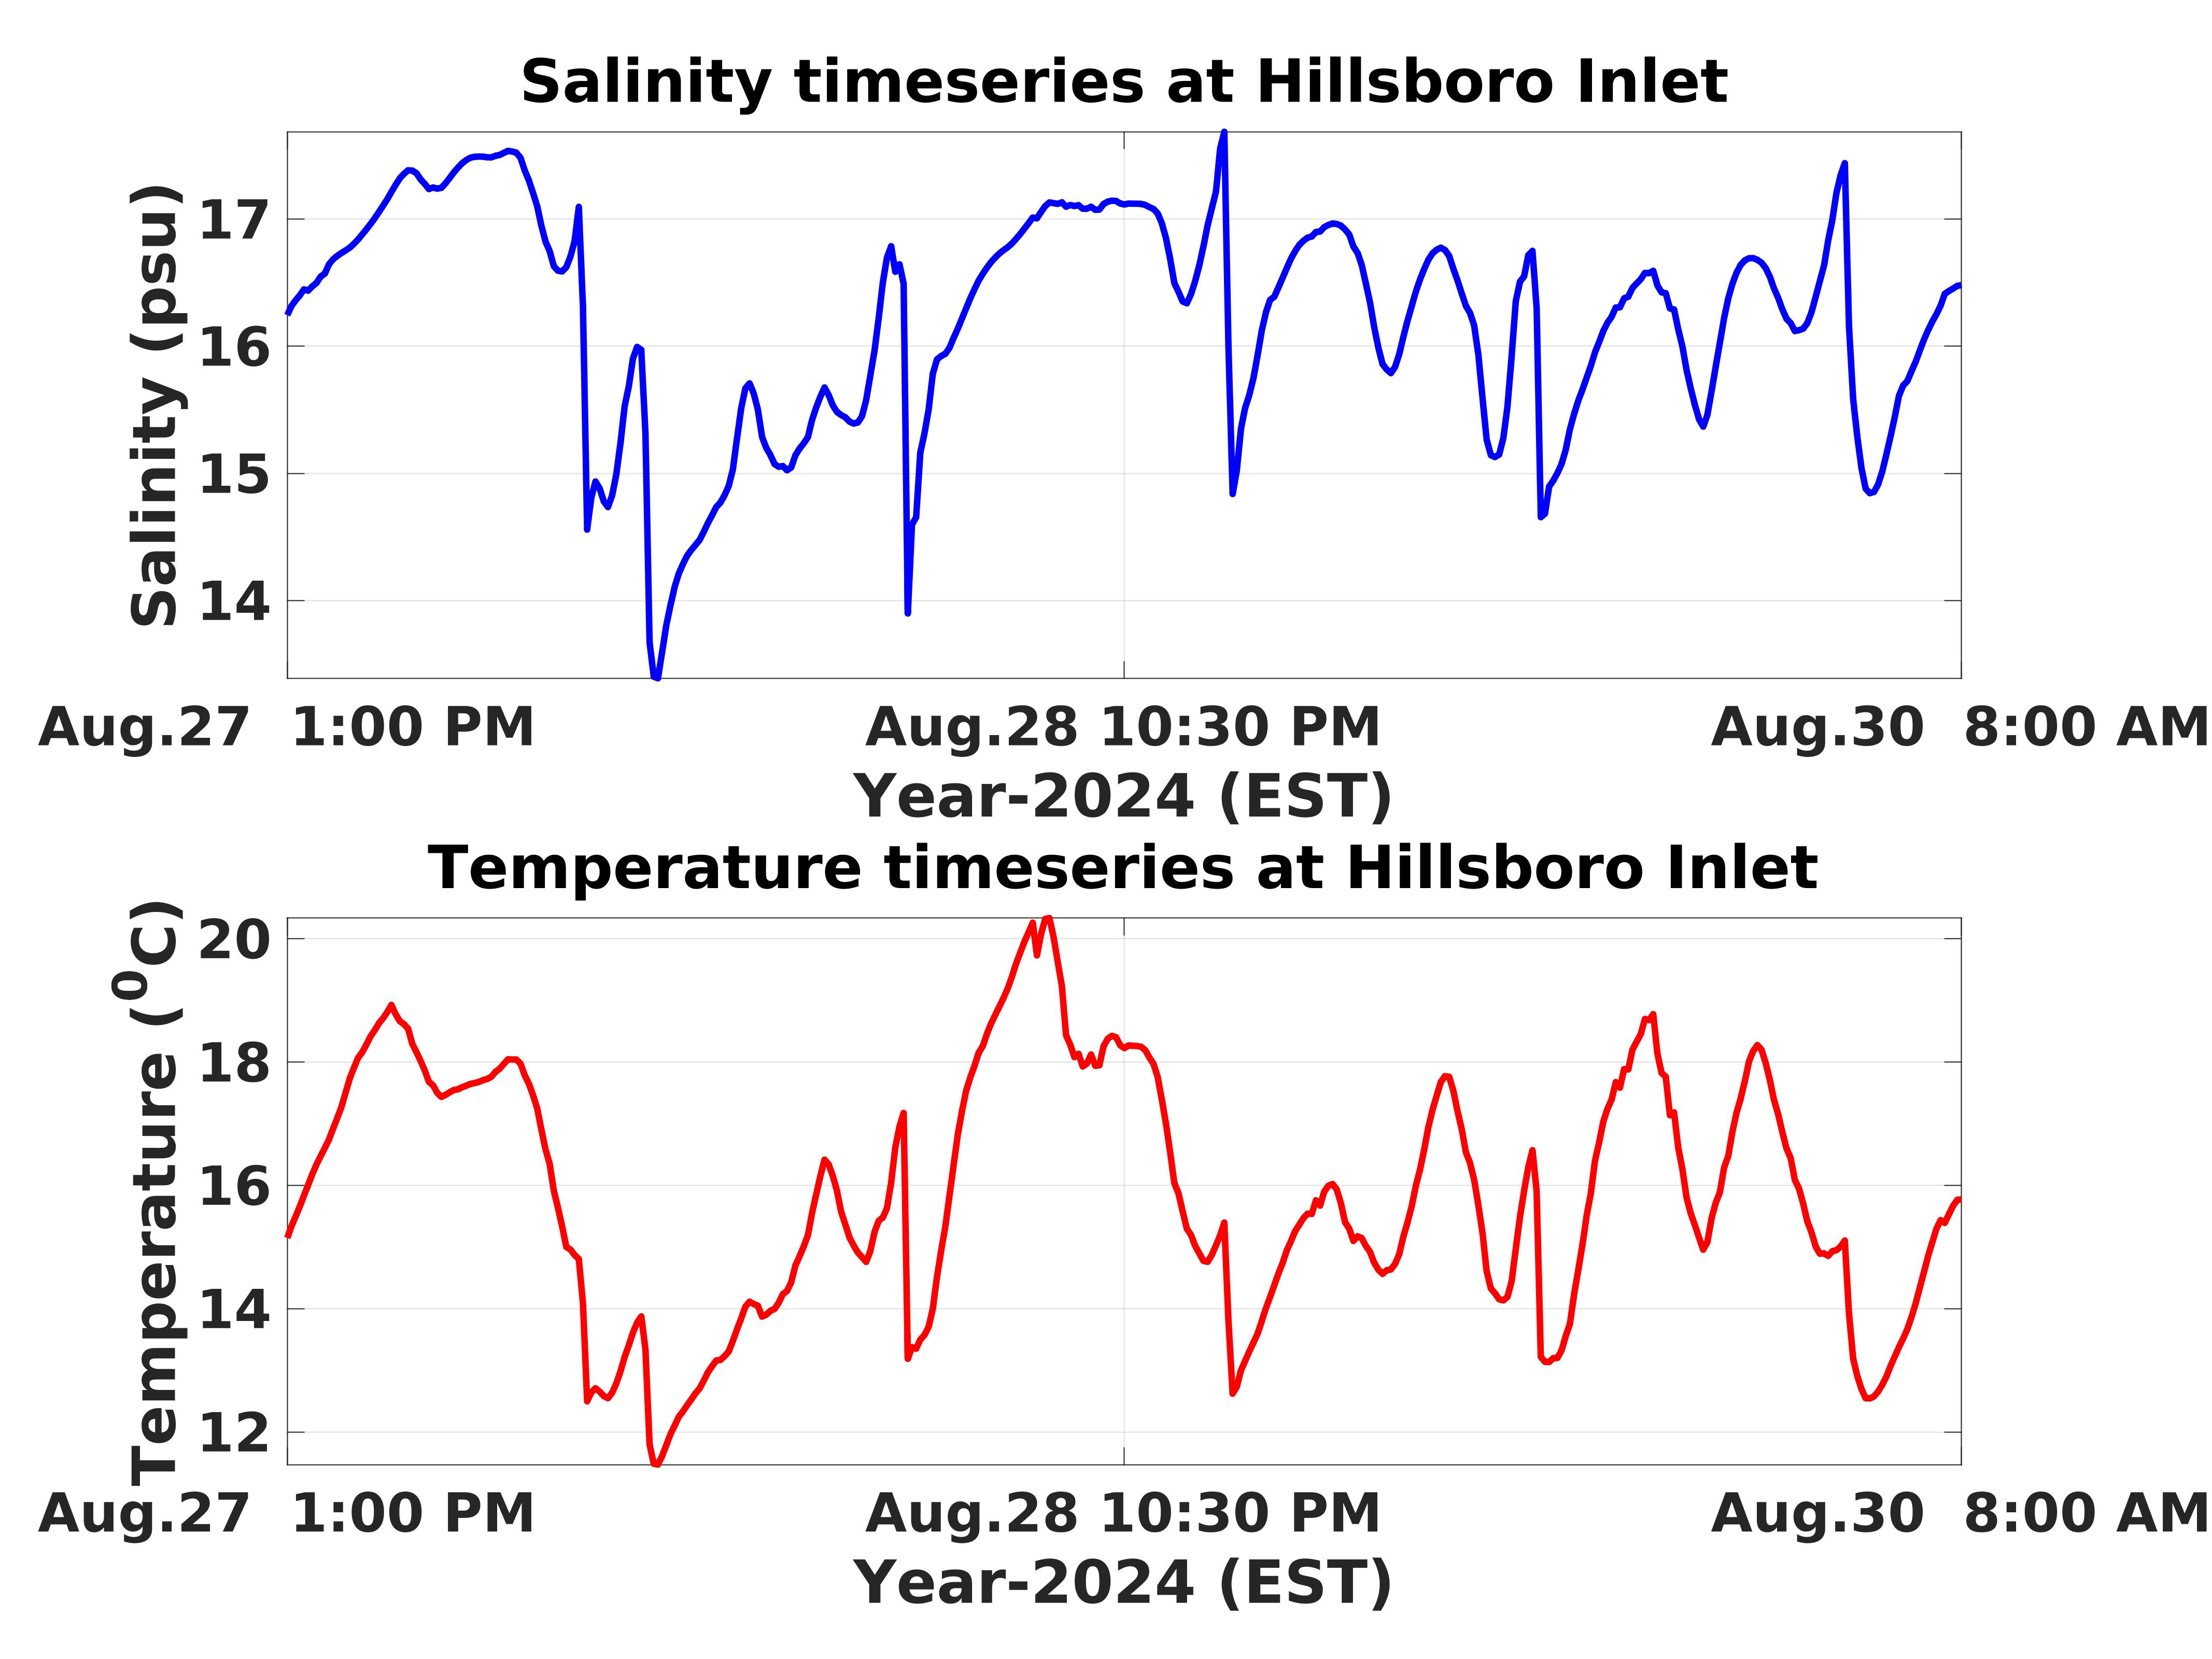 Salinity timeseries at Hillsboro Inlet
Salinity (psu)
17
16
15
14
Aug.27 1:00 PM Aug.28 10:30 PM Aug.30 8:00 AM
Year-2024 (EST)
Temperature timeseries at Hillsboro Inlet
Temperature (⁰C)
20
18
16
14
12
Aug.27 1:00 PM Aug.28 10:30 PM Aug.30 8:00 AM
Year-2024 (EST)